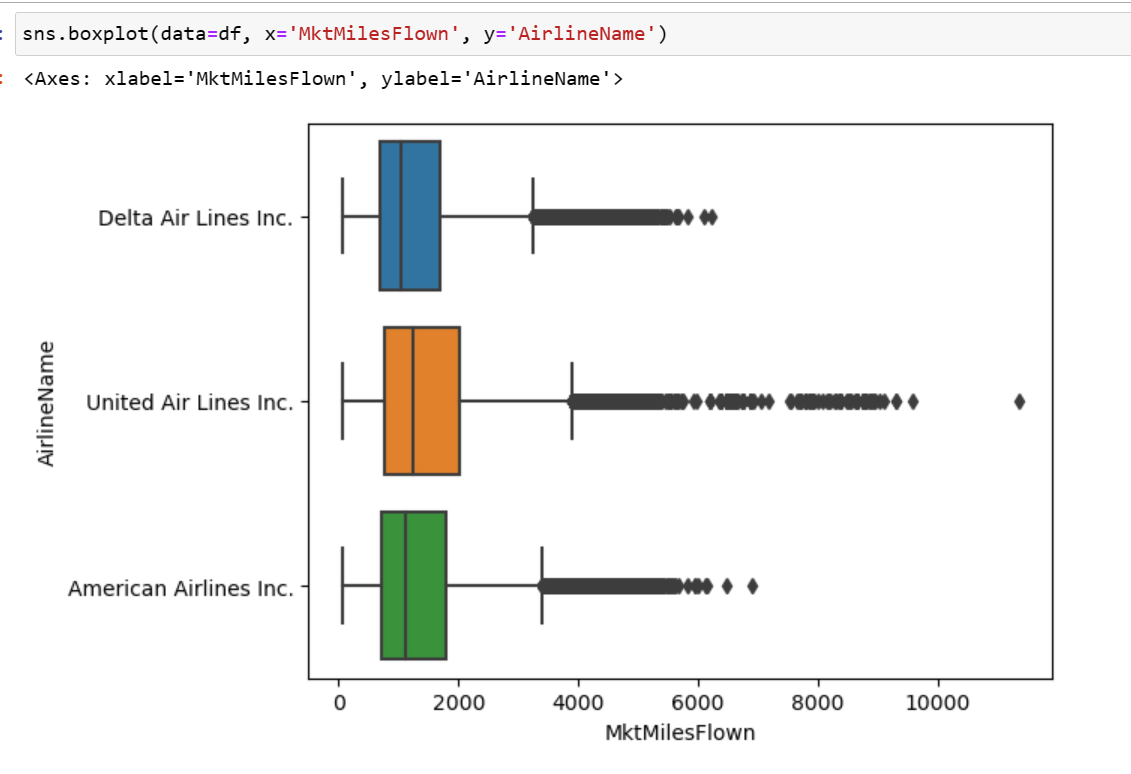 sns.boxplot(data=df, x='MktMilesFlown', y='AirlineName')
<Axes: xlabel='MktMilesFlown', ylabel='AirlineName'>
Delta Air Lines Inc.
United Air Lines Inc.
American Airlines Inc.
AirlineName
0 2000 4000 6000 8000 10000
MktMilesFlown